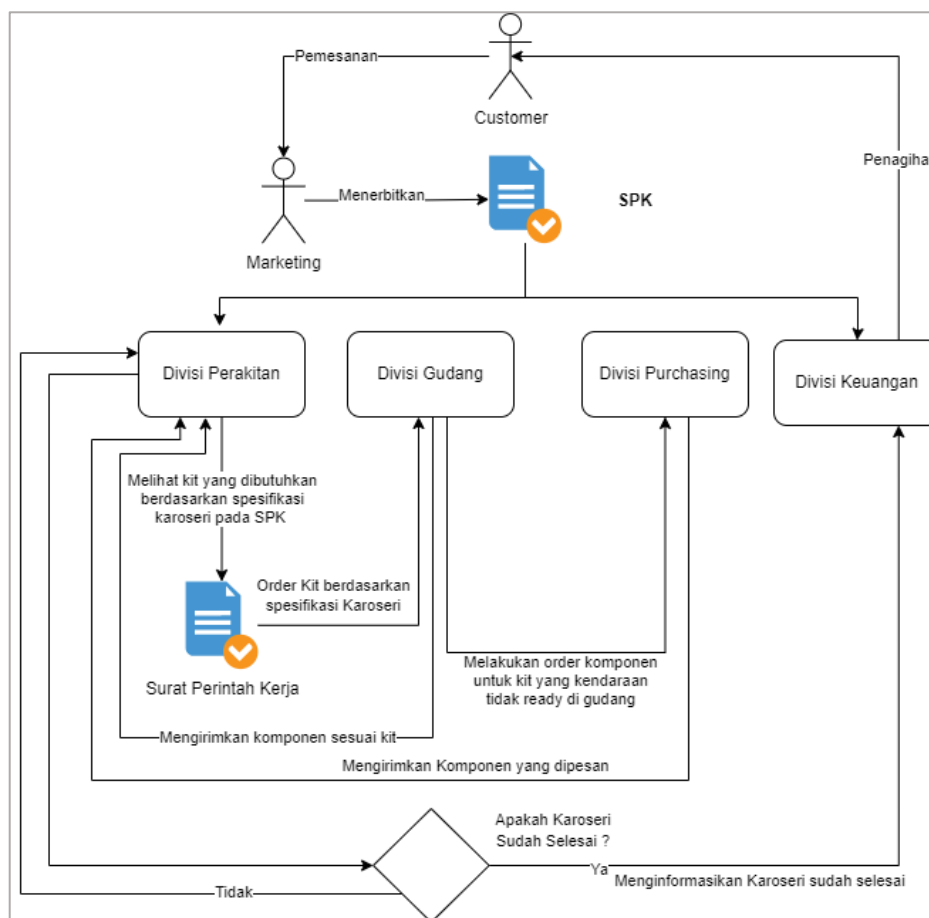 Pemesanan
Customer
Penagiha
Menerbitkan
SPK
Marketing
Divisi Perakitan
Divisi Gudang
Divisi Purchasing
Divisi Keuangan
Melihat kit yang dibutuhkan
berdasarkan spesifikasi
karoseri pada SPK
Order Kit berdasarkan
spesifikasi Karoseri
Surat Perintah Kerja
Melakukan order komponen
untuk kit yang kendaraan
tidak ready di gudang
Mengirimkan komponen sesuai kit
Mengirimkan Komponen yang dipesan
Apakah Karoseri
Sudah Selesai ?
Ya
Menginformasikan Karoseri sudah selesai
Tidak